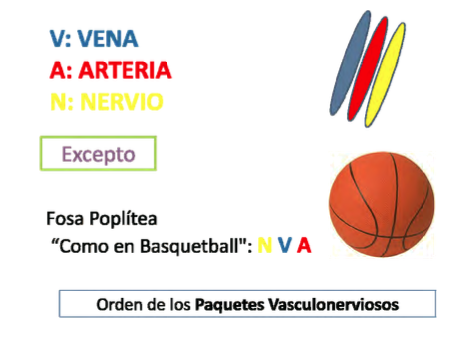 V: VENA
A: ARTERIA
N: NERVIO
Excepto
Fosa Poplítea
“Como en Basquetball": N V A
Orden de los Paquetes Vasculonerviosos